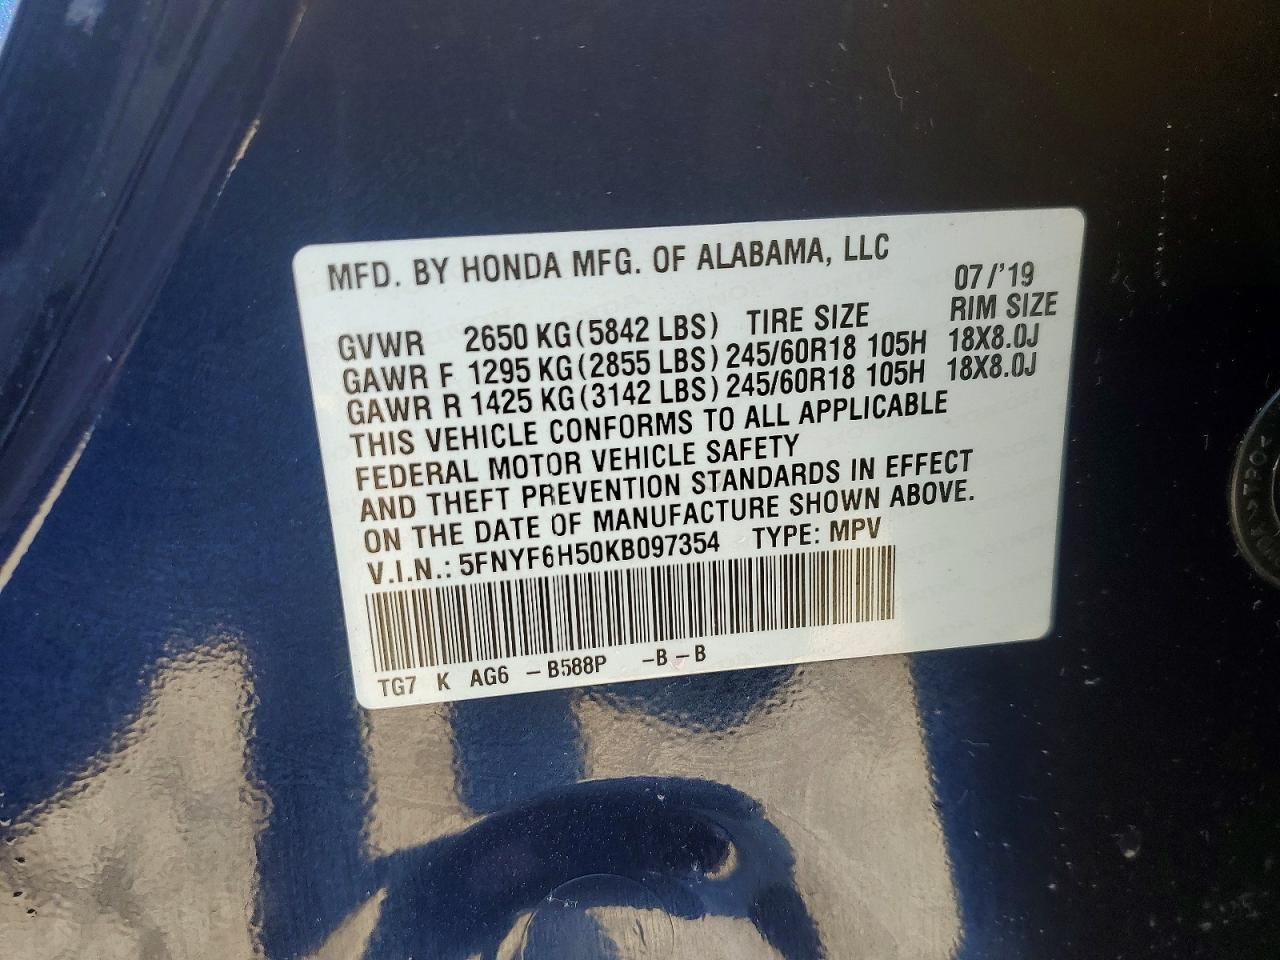 MFD. BY HONDA MFG. OF ALABAMA, LLC
07/'19
GVWR 2650 KG(5842 LBS) TIRE SIZE RIM SIZE
GAWR F 1295 KG(2855 LBS) 245/60R18 105H 18X8.0J
GAWR R 1425 KG(3142 LBS) 245/60R18 105H 18X8.0J
THIS VEHICLE CONFORMS TO ALL APPLICABLE
FEDERAL MOTOR VEHICLE SAFETY
AND THEFT PREVENTION STANDARDS IN EFFECT
ON THE DATE OF MANUFACTURE SHOWN ABOVE.
V.I.N.: 5FNYF6H50KB097354 TYPE: MPV
TG7 K AG6 -B588P -B-B
>TPO<